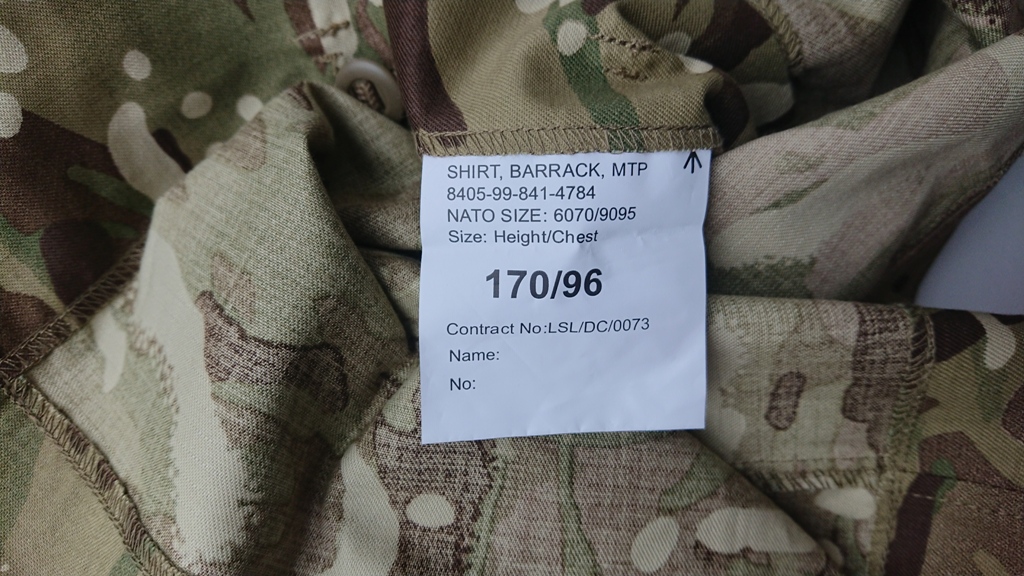 SHIRT, BARRACK, MTP
8405-99-841-4784
NATO SIZE: 6070/9095
Size: Height/Chest
170/96
Contract No:LSL/DC/0073
Name:
No: